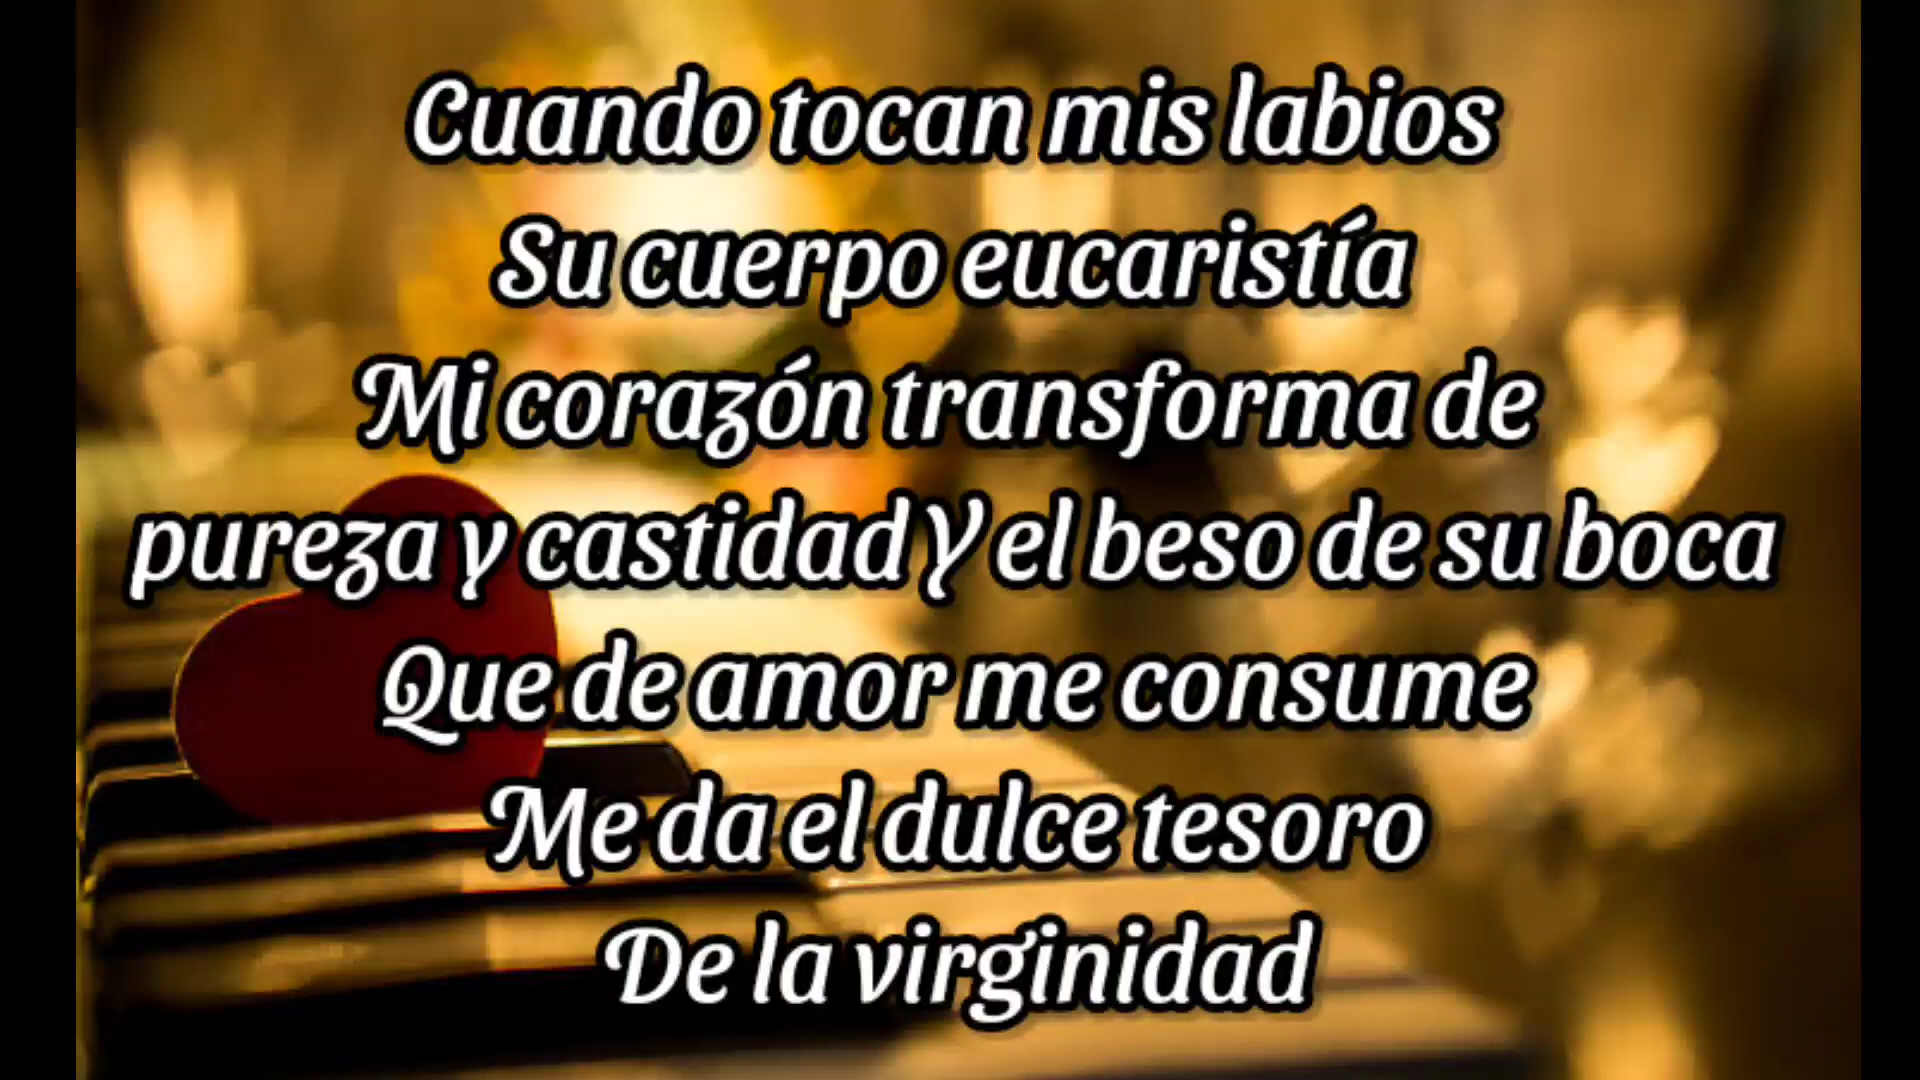 Cuando tocan mis labios
Su cuerpo eucaristía
Mi corazón transforma de
pureza y castidad Y el beso de su boca
Que de amor me consume
Me da el dulce tesoro
De la virginidad